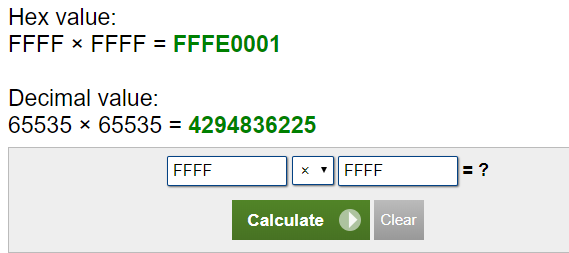 Hex value:
FFFF × FFFF = FFFE0001
Decimal value:
65535 × 65535 = 4294836225
FFFF × ▼ FFFF = ?
Calculate Clear